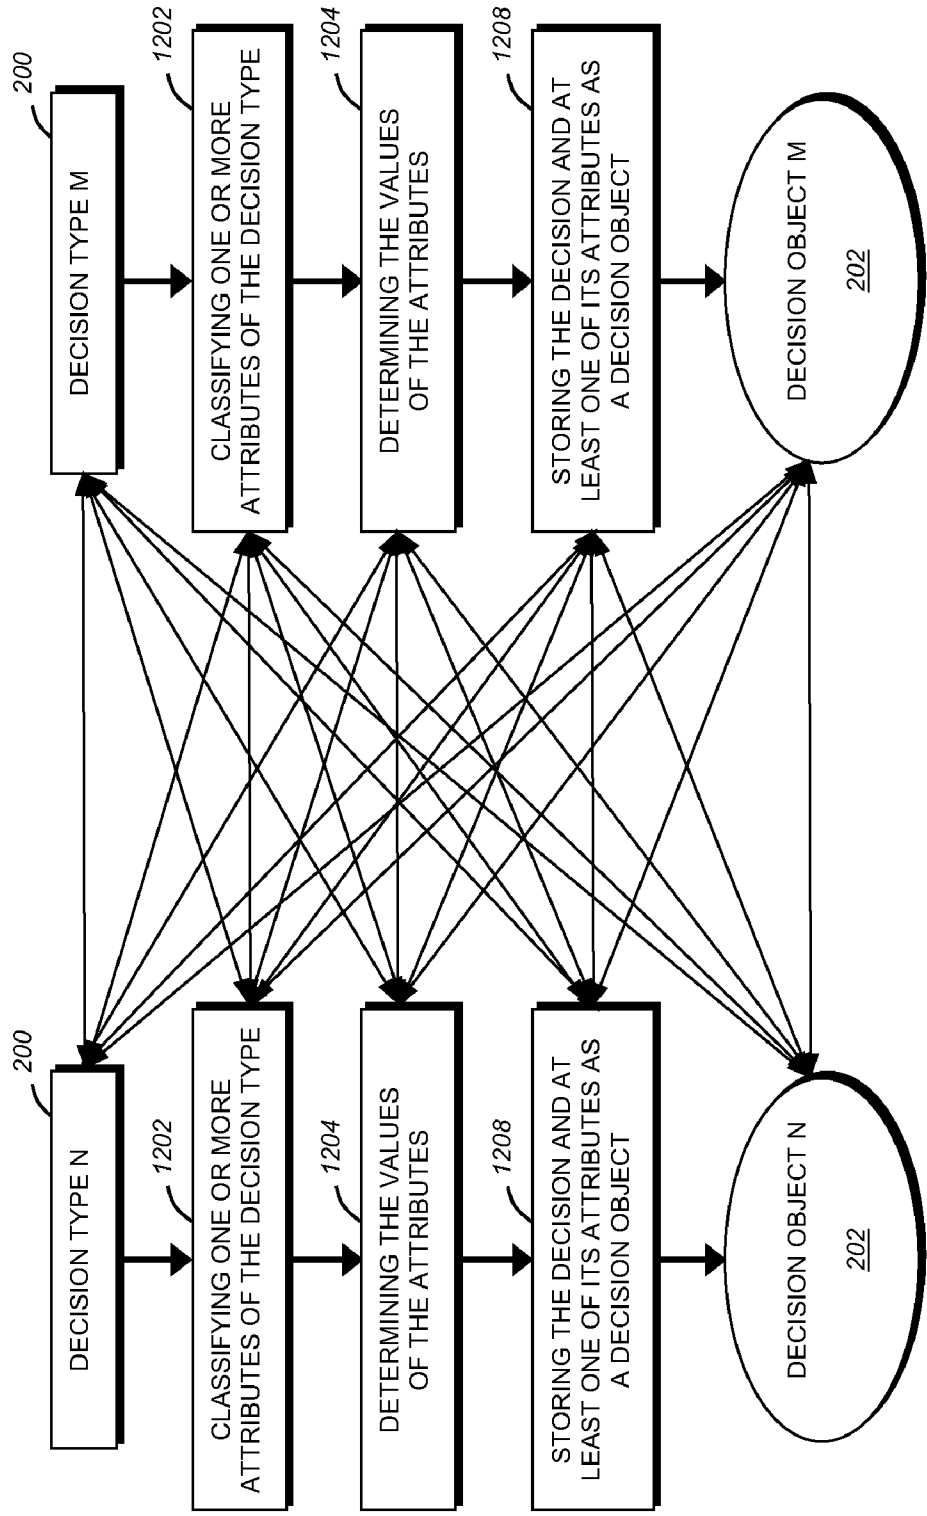 200
DECISION TYPE N
1202
CLASSIFYING ONE OR MORE
ATTRIBUTES OF THE DECISION TYPE
1204
DETERMINING THE VALUES
OF THE ATTRIBUTES
1208
STORING THE DECISION AND AT
LEAST ONE OF ITS ATTRIBUTES AS
A DECISION OBJECT
DECISION OBJECT N
202
200
DECISION TYPE M
1202
CLASSIFYING ONE OR MORE
ATTRIBUTES OF THE DECISION TYPE
1204
DETERMINING THE VALUES
OF THE ATTRIBUTES
1208
STORING THE DECISION AND AT
LEAST ONE OF ITS ATTRIBUTES AS
A DECISION OBJECT
DECISION OBJECT M
202